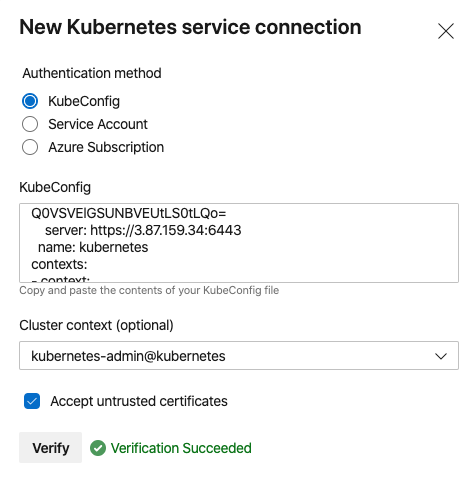 New Kubernetes service connection
Authentication method
KubeConfig
Service Account
Azure Subscription
KubeConfig
Q0VSVElGSUNBVEUtLS0tLQo=
server: https://3.87.159.34:6443
name: kubernetes
contexts:
- context:
Copy and paste the contents of your KubeConfig file
Cluster context (optional)
kubernetes-admin@kubernetes
Accept untrusted certificates
Verify
Verification Succeeded